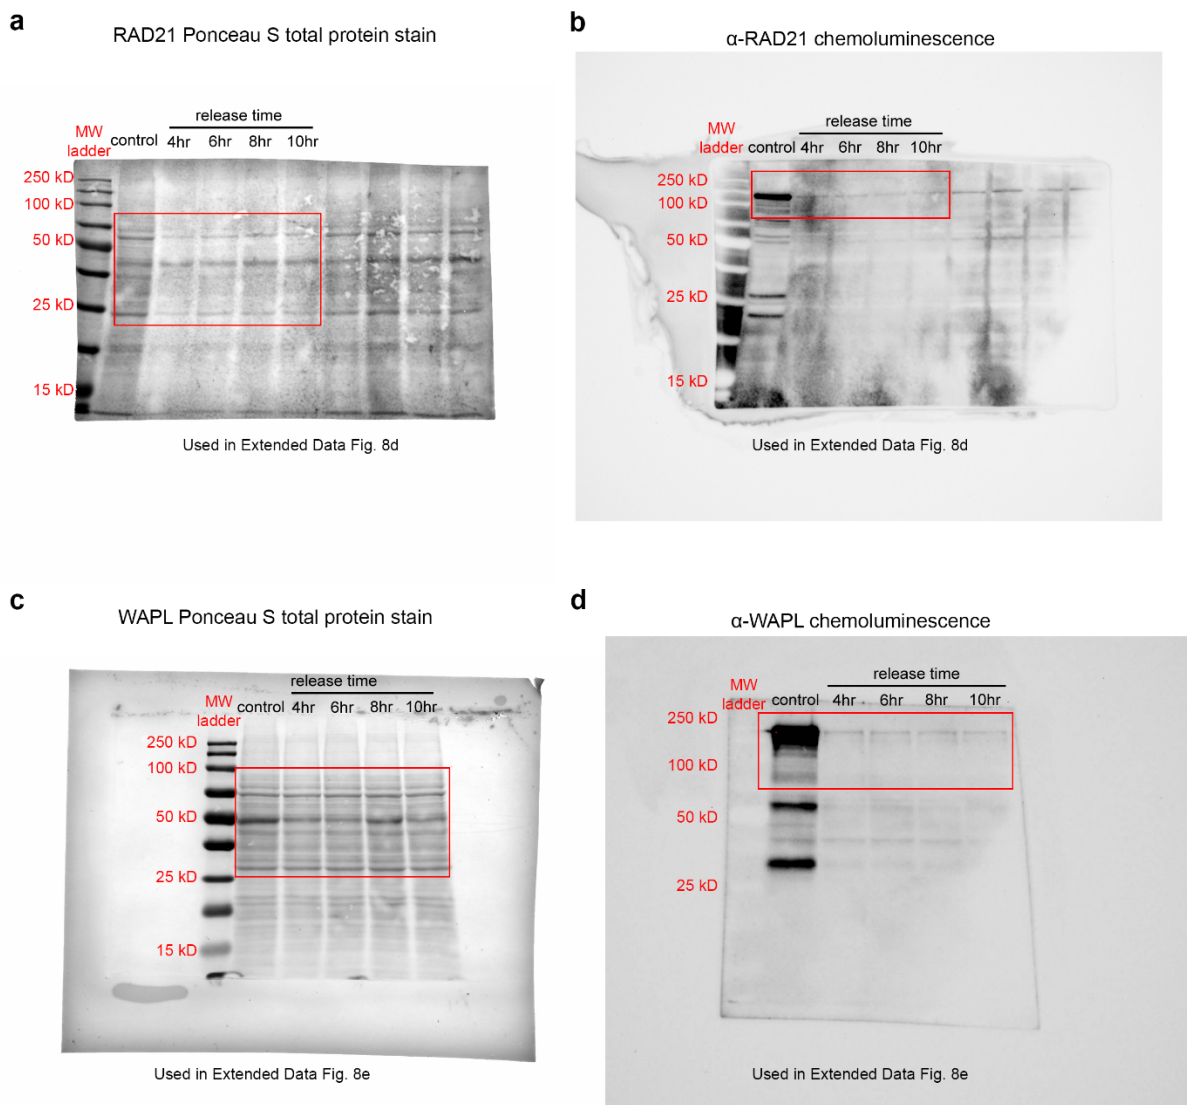 a
RAD21 Ponceau S total protein stain
release time
MW
ladder
control 4hr 6hr 8hr 10hr
250 kD
100 kD
50 kD
25 kD
15 kD
Used in Extended Data Fig. 8d
b
α-RAD21 chemoluminescence
release time
MW
ladder
control 4hr 6hr 8hr 10hr
250 kD
100 kD
50 kD
25 kD
15 kD
Used in Extended Data Fig. 8d
c
WAPL Ponceau S total protein stain
release time
MW
ladder
control 4hr 6hr 8hr 10hr
250 kD
100 kD
50 kD
25 kD
15 kD
Used in Extended Data Fig. 8e
d
α-WAPL chemoluminescence
release time
MW
ladder
control 4hr 6hr 8hr 10hr
250 kD
100 kD
50 kD
25 kD
Used in Extended Data Fig. 8e